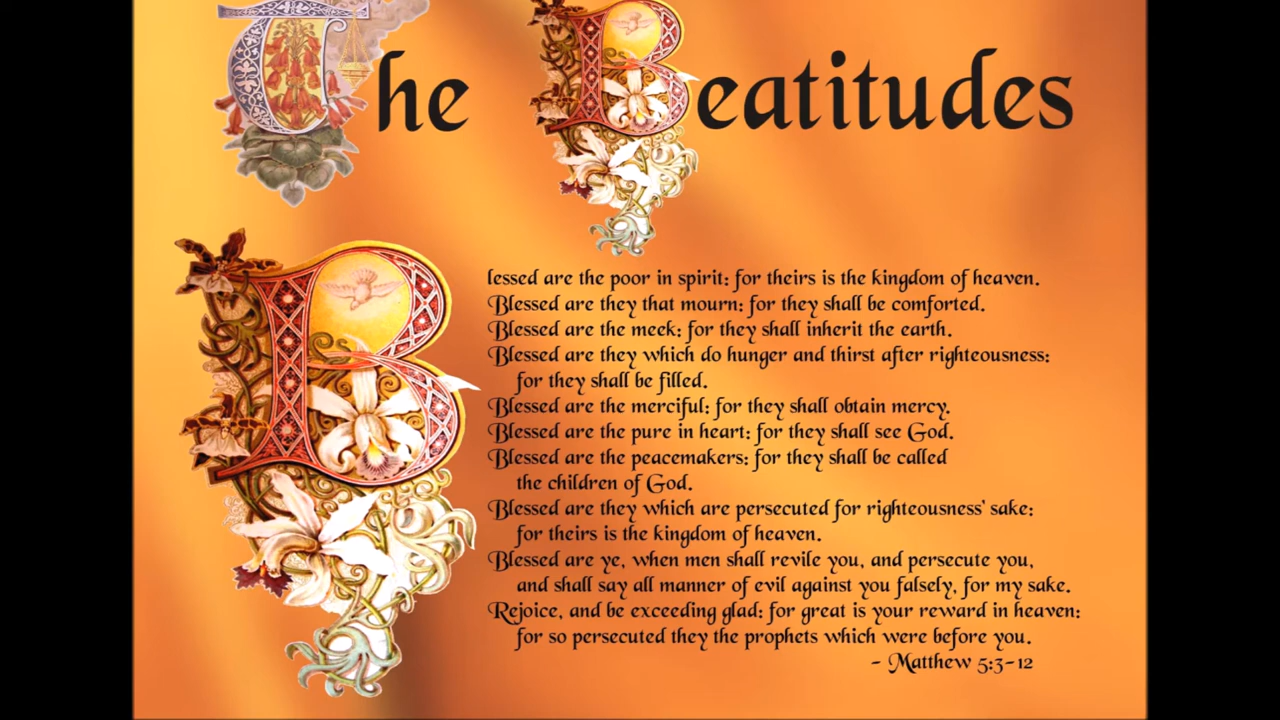 The Beatitudes
Blessed are the poor in spirit: for theirs is the kingdom of heaven.
Blessed are they that mourn: for they shall be comforted.
Blessed are the meek: for they shall inherit the earth.
Blessed are they which do hunger and thirst after righteousness:
for they shall be filled.
Blessed are the merciful: for they shall obtain mercy.
Blessed are the pure in heart: for they shall see God.
Blessed are the peacemakers: for they shall be called
the children of God.
Blessed are they which are persecuted for righteousness' sake:
for theirs is the kingdom of heaven.
Blessed are ye, when men shall revile you, and persecute you,
and shall say all manner of evil against you falsely, for my sake.
Rejoice, and be exceeding glad: for great is your reward in heaven:
for so persecuted they the prophets which were before you.
- Matthew 5:3-12